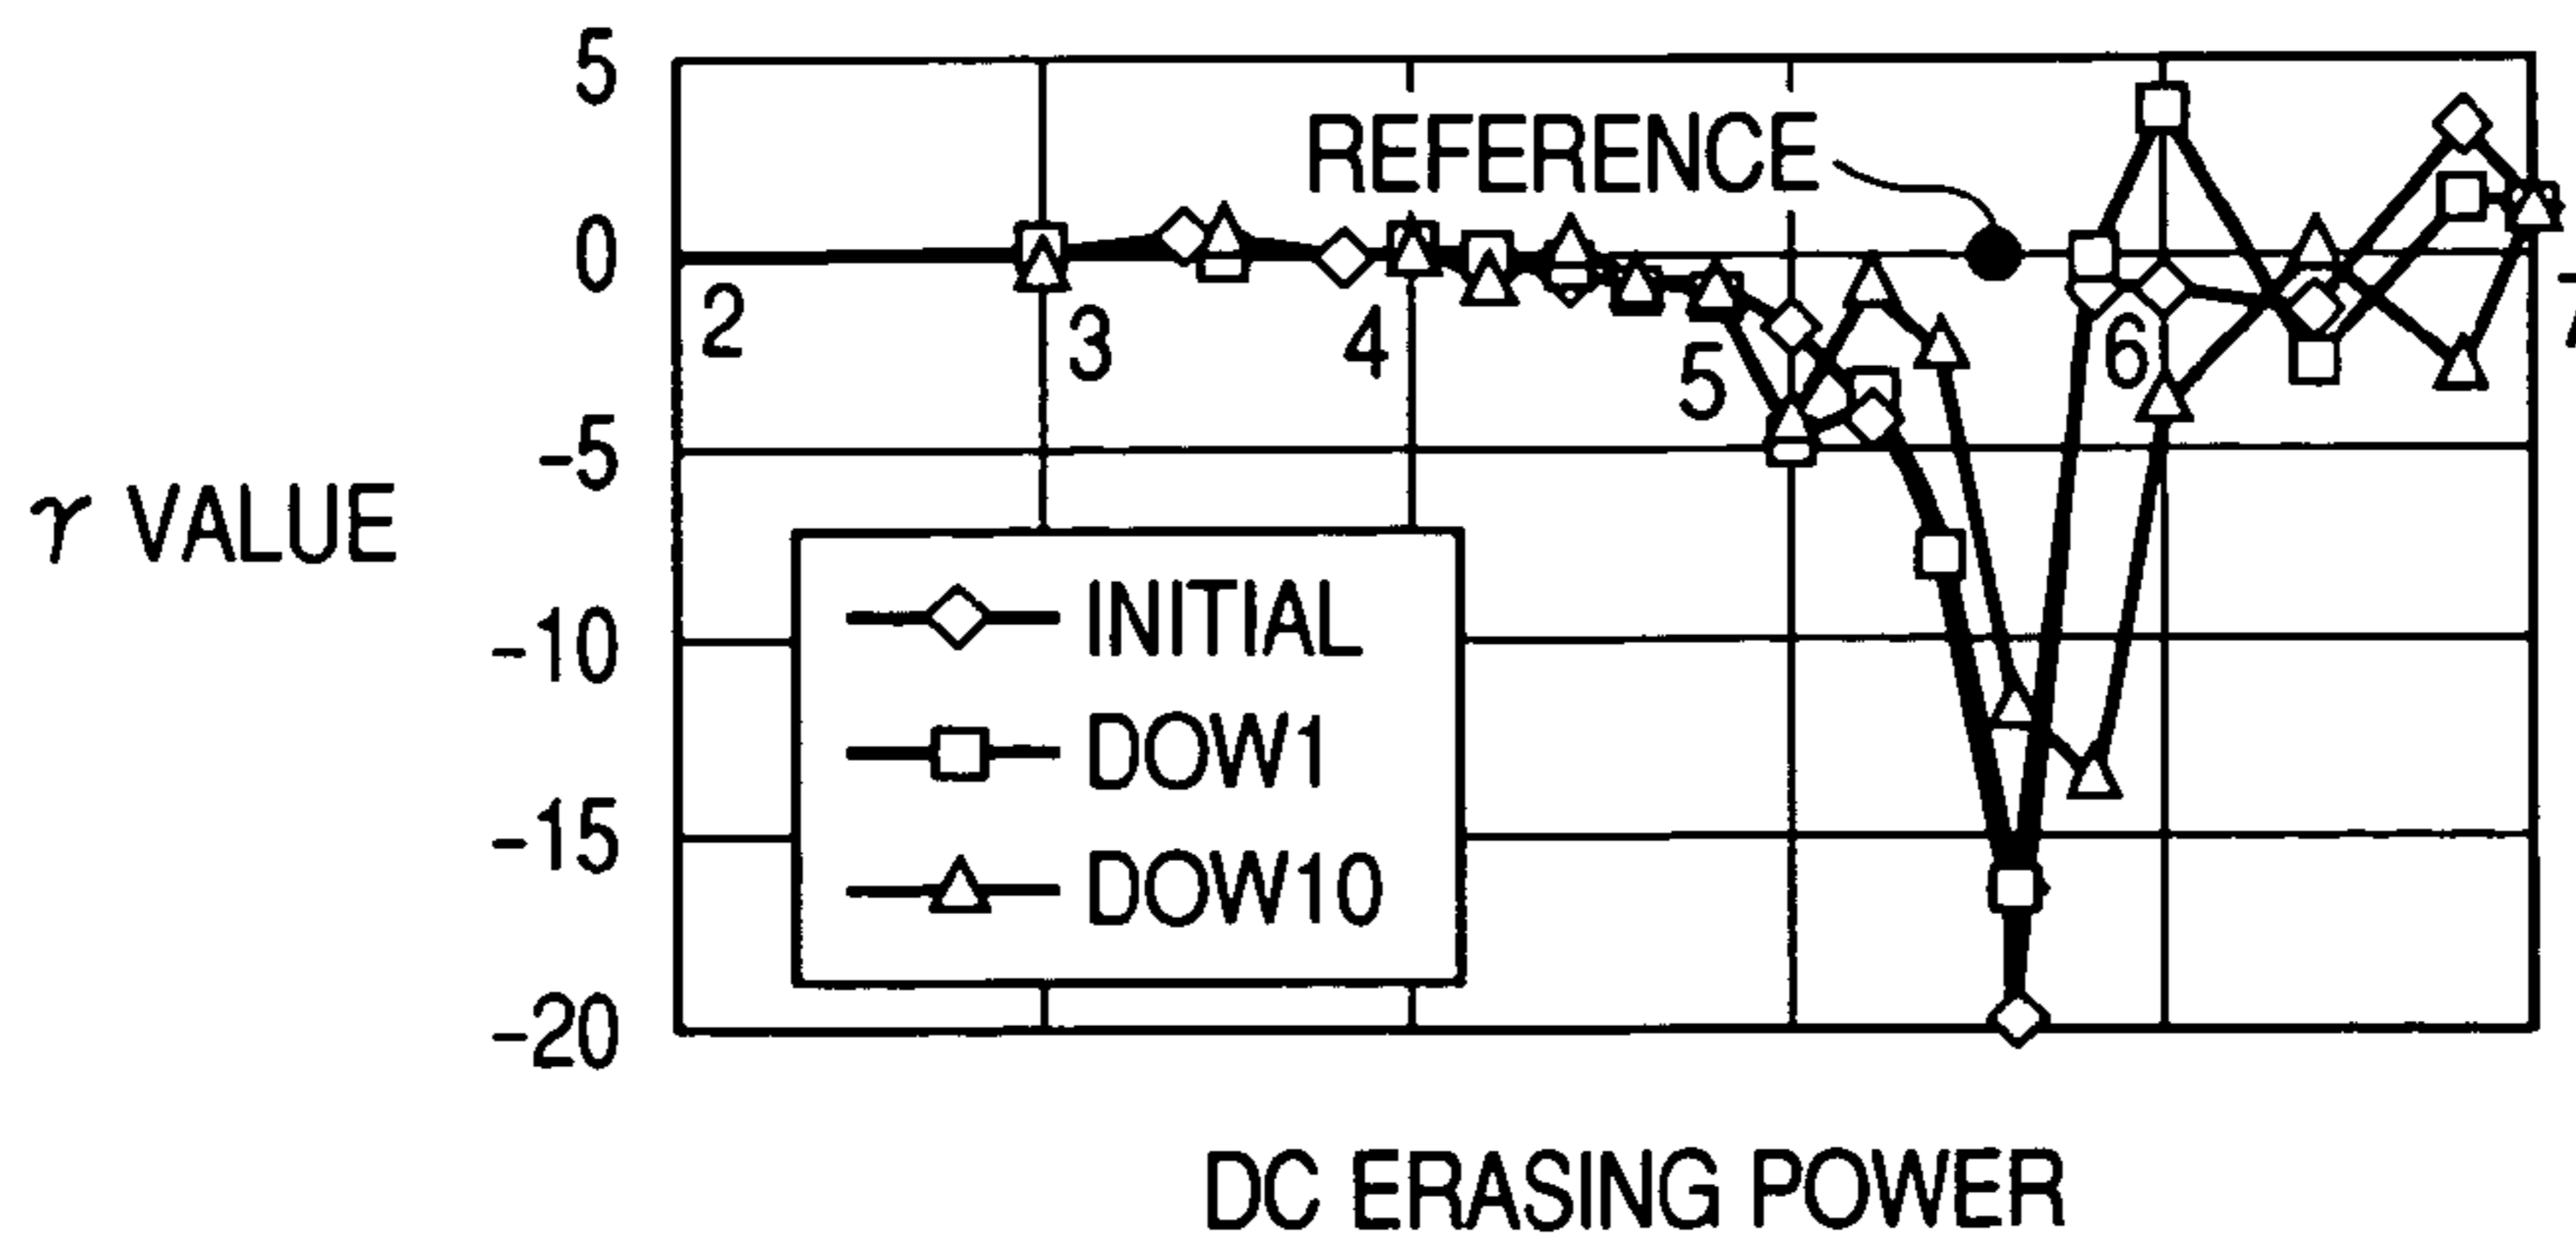 5
REFERENCE
0
2
3
4
5
6
-5
γ VALUE
-10
-15
-20
INITIAL
DOW1
DOW10
DC ERASING POWER